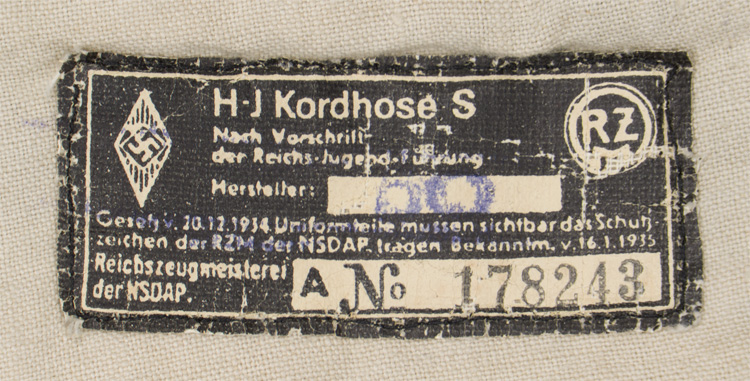 H-J Kordhose S
Nach Vorschrift
der Reichs-Jugend-Führung
RZ
Hersteller:
Gesetz v. 20.12.1934. Uniformteile müssen sichtbar das Schutz-
zeichen der RZM der NSDAP. tragen Bekanntm. v. 16.1.1935
Reichszeugmeisterei
der NSDAP.
A No 178243